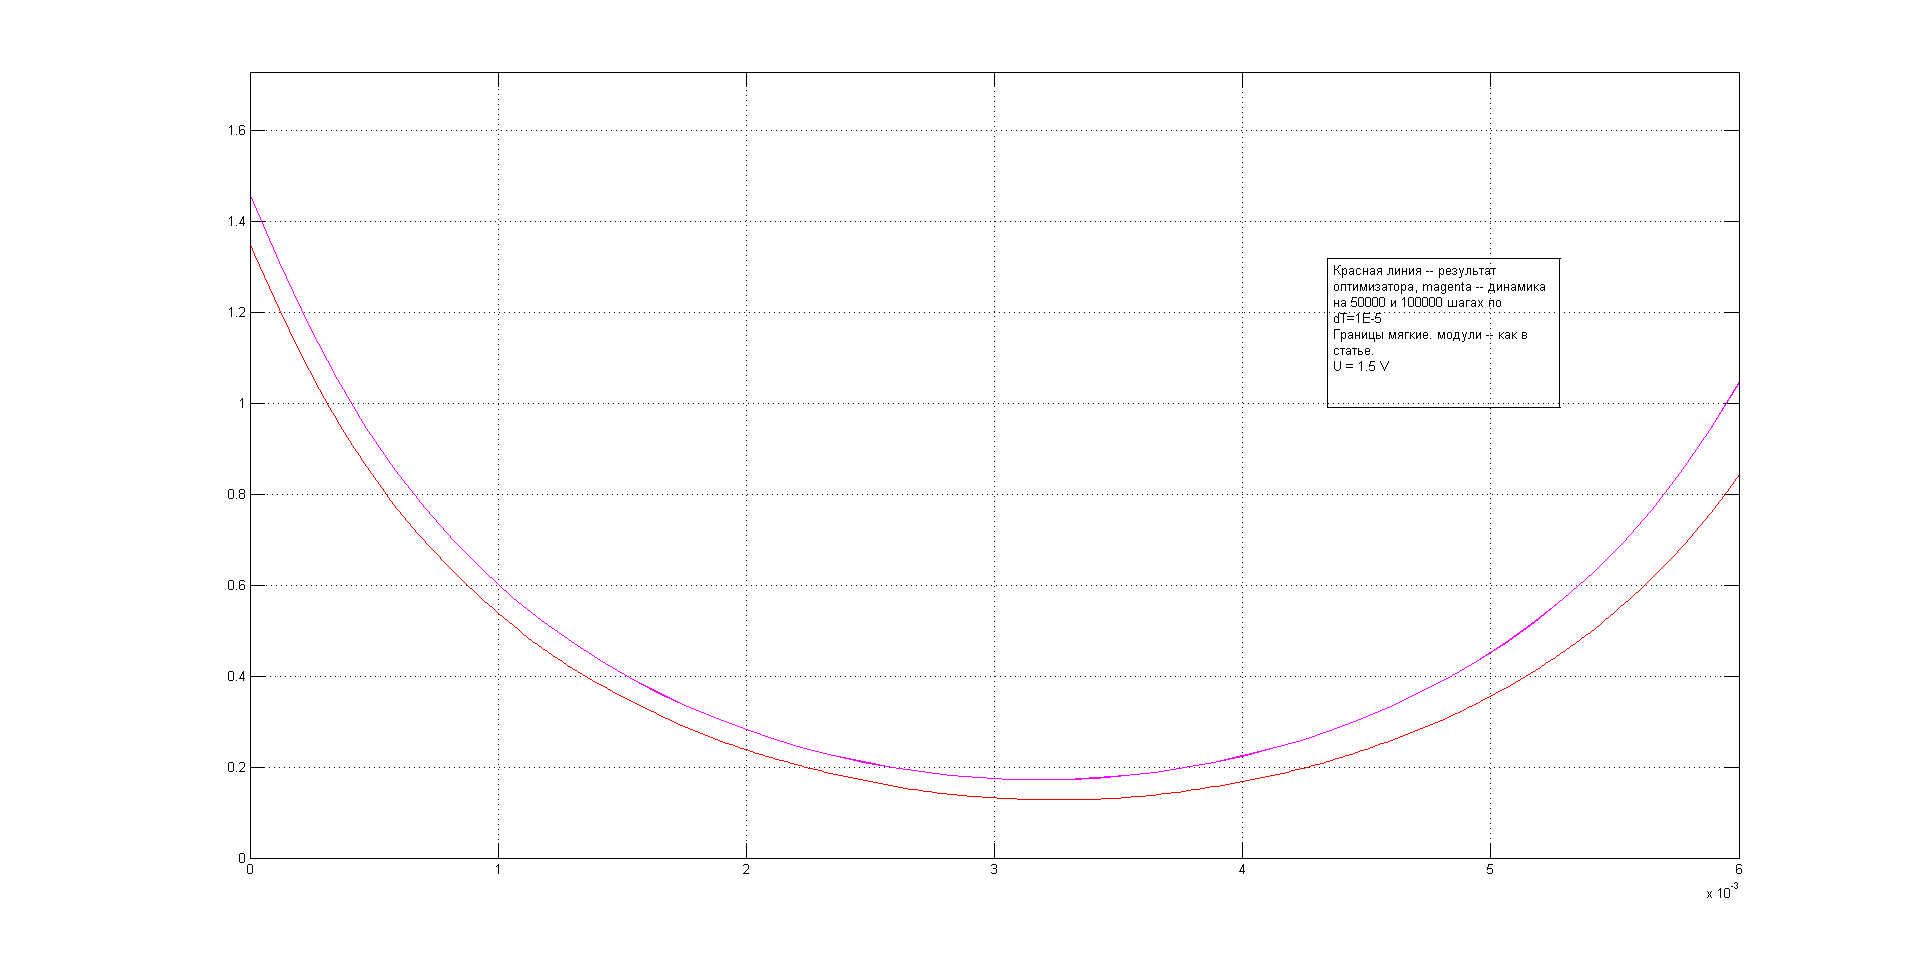 1.6
1.4
1.2
1
0.8
0.6
0.4
0.2
0
Красная линия -- результат
оптимизатора, magenta -- динамика
на 50000 и 100000 шагах по
dT=1E-5
Границы мягкие. модули -- как в
статье.
U = 1.5 V
0 1 2 3 4 5 6
x 10^-3